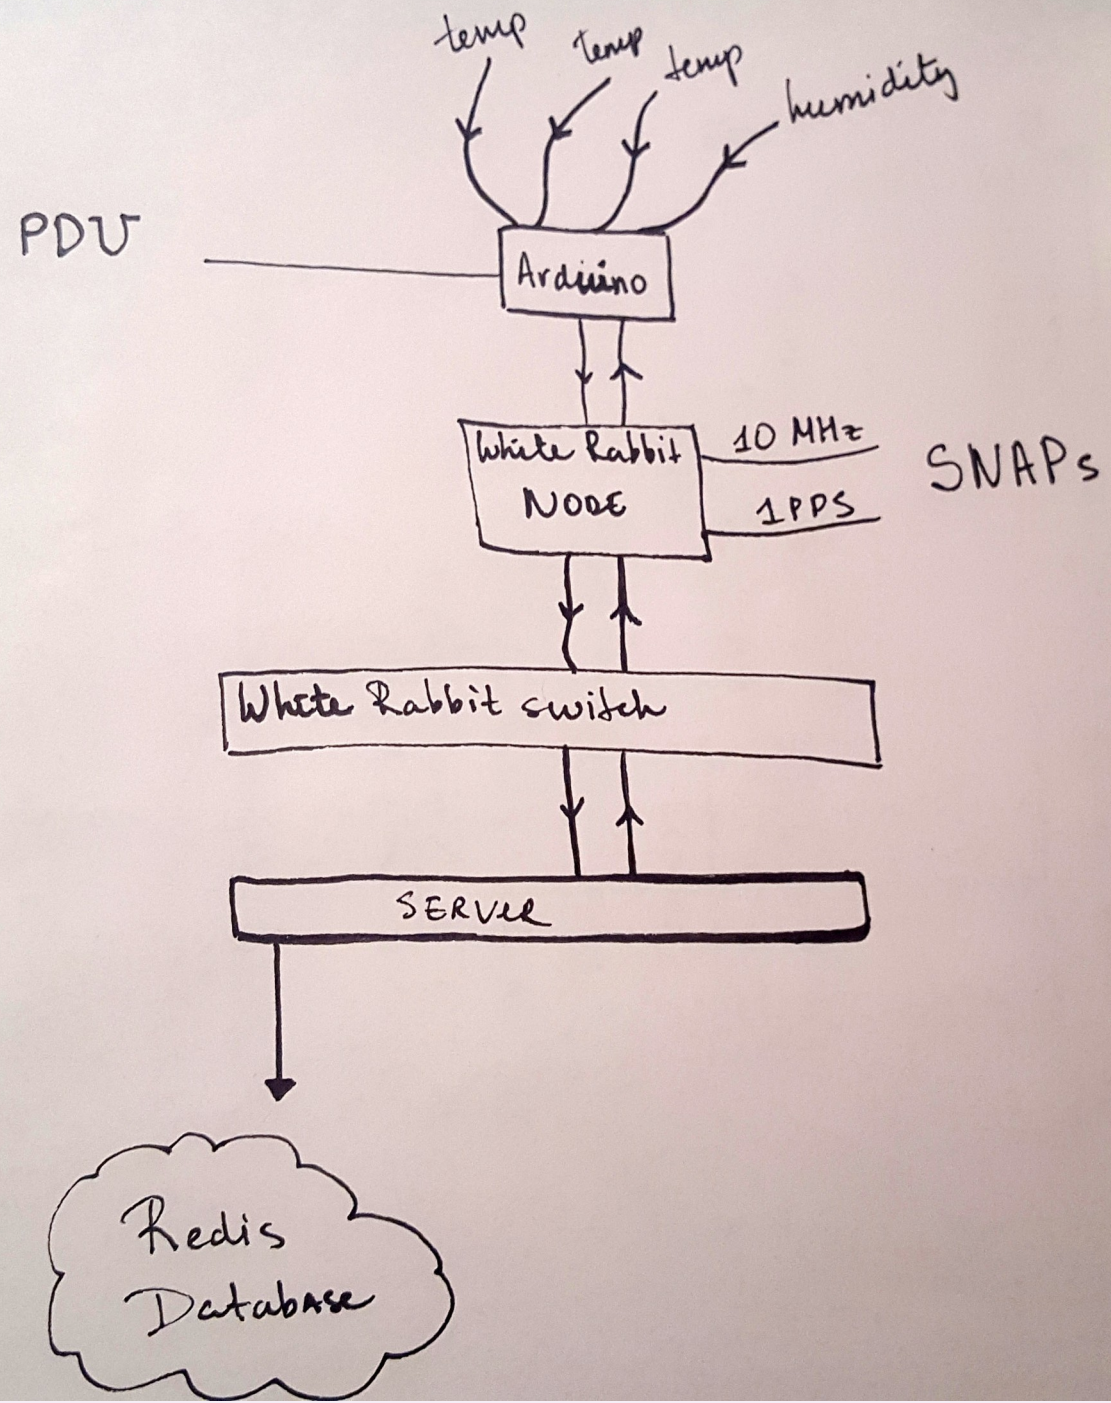 temp
temp
temp
humidity
PDU
Arduino
White Rabbit
NODE
10 MHz
1PPS
SNAPs
White Rabbit switch
SERVER
Redis
Database